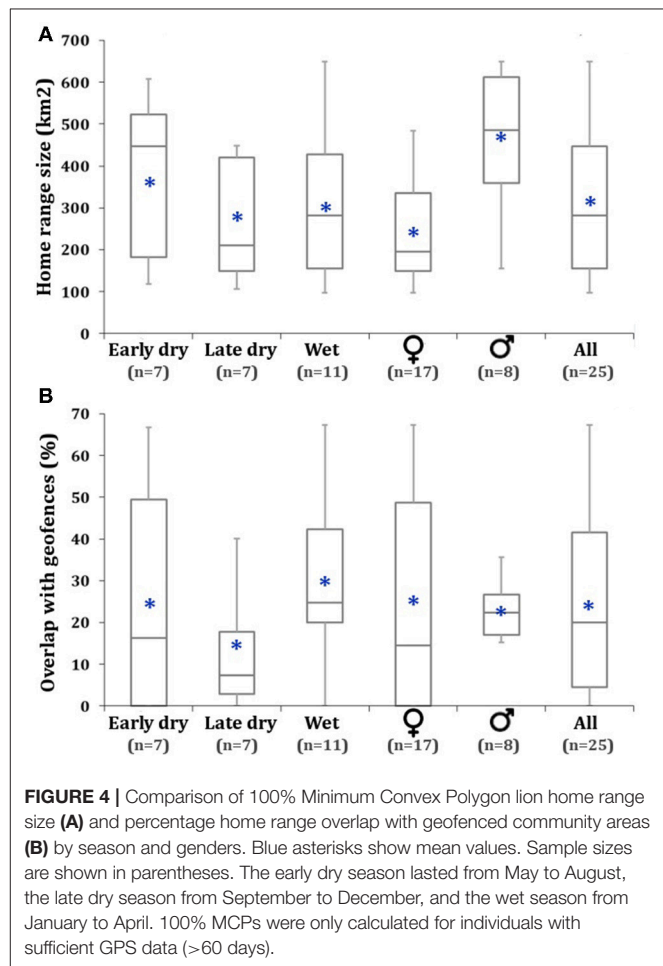 A
700
600
500
400
300
200
100
0
Home range size (km2)
Early dry Late dry Wet ♀ ♂ All
(n=7) (n=7) (n=11) (n=17) (n=8) (n=25)
B
70
60
50
40
30
20
10
0
Overlap with geofences (%)
Early dry Late dry Wet ♀ ♂ All
(n=7) (n=7) (n=11) (n=17) (n=8) (n=25)
FIGURE 4 | Comparison of 100% Minimum Convex Polygon lion home range
size (A) and percentage home range overlap with geofenced community areas
(B) by season and genders. Blue asterisks show mean values. Sample sizes
are shown in parentheses. The early dry season lasted from May to August,
the late dry season from September to December, and the wet season from
January to April. 100% MCPs were only calculated for individuals with
sufficient GPS data (>60 days).